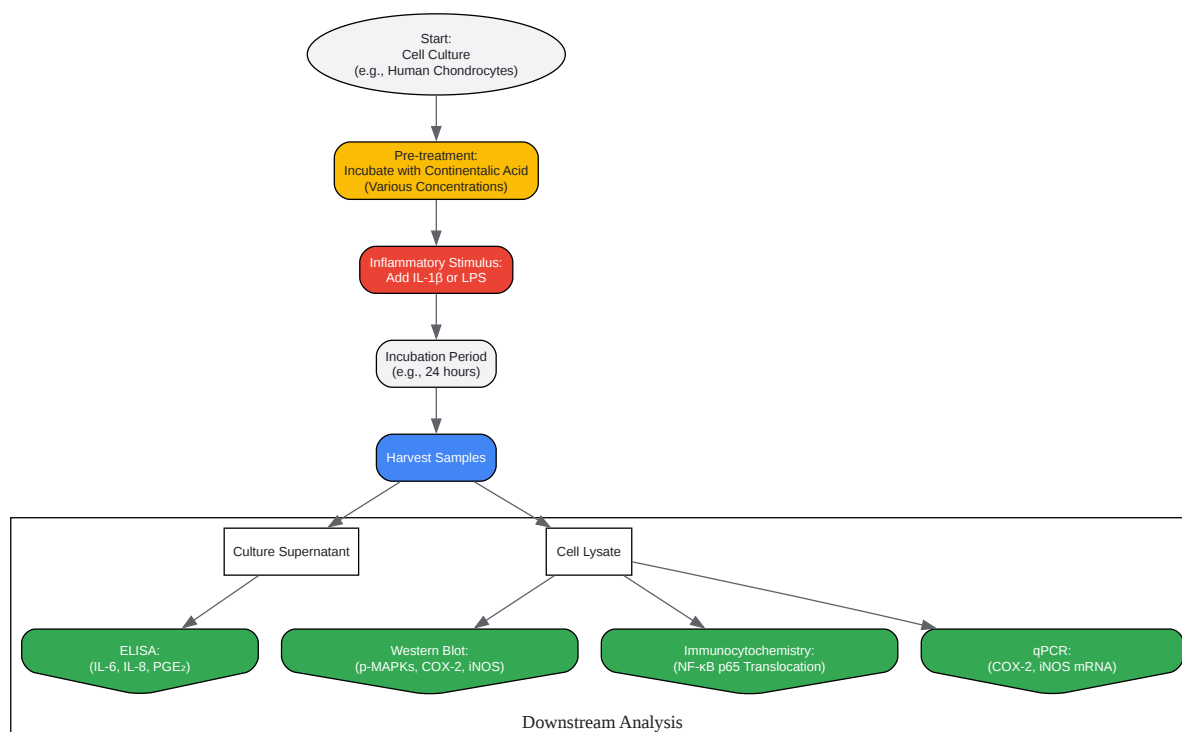 Start:
Cell Culture
(e.g., Human Chondrocytes)
Pre-treatment:
Incubate with Continentalic Acid
(Various Concentrations)
Inflammatory Stimulus:
Add IL-1β or LPS
Incubation Period
(e.g., 24 hours)
Harvest Samples
Culture Supernatant
Cell Lysate
ELISA:
(IL-6, IL-8, PGE₂)
Western Blot:
(p-MAPKs, COX-2, iNOS)
Immunocytochemistry:
(NF-κB p65 Translocation)
qPCR:
(COX-2, iNOS mRNA)
Downstream Analysis